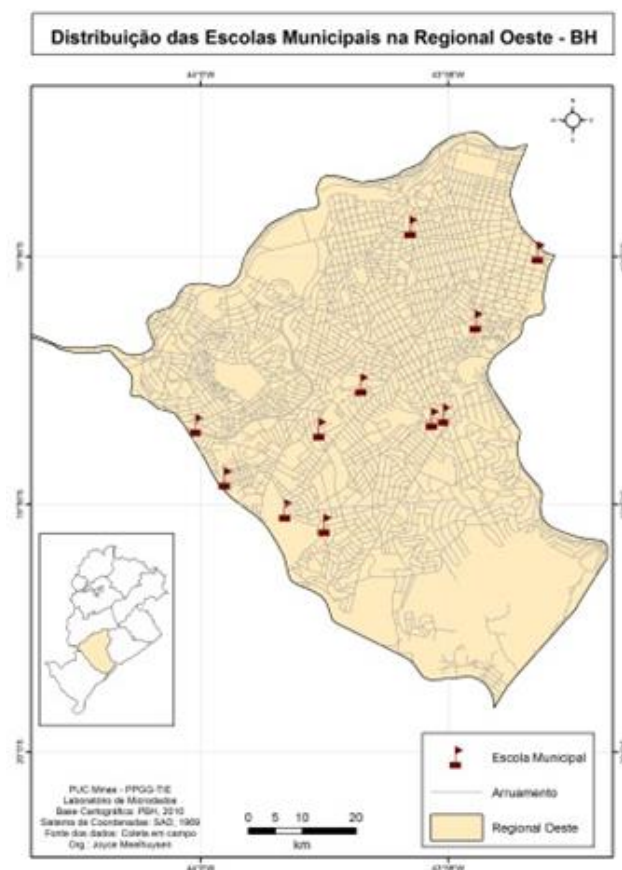 Distribuição das Escolas Municipais na Regional Oeste - BH
Escola Municipal
Arruamento
Regional Oeste
PUC Minas - PPGG-TIE
Laboratório de Microdados
Base Cartográfica: PBH, 2010
Sistema de Coordenadas: SAD, 1969
Fonte dos dados: Coleta em campo
Org.: Joyce
0 5 10 20
km